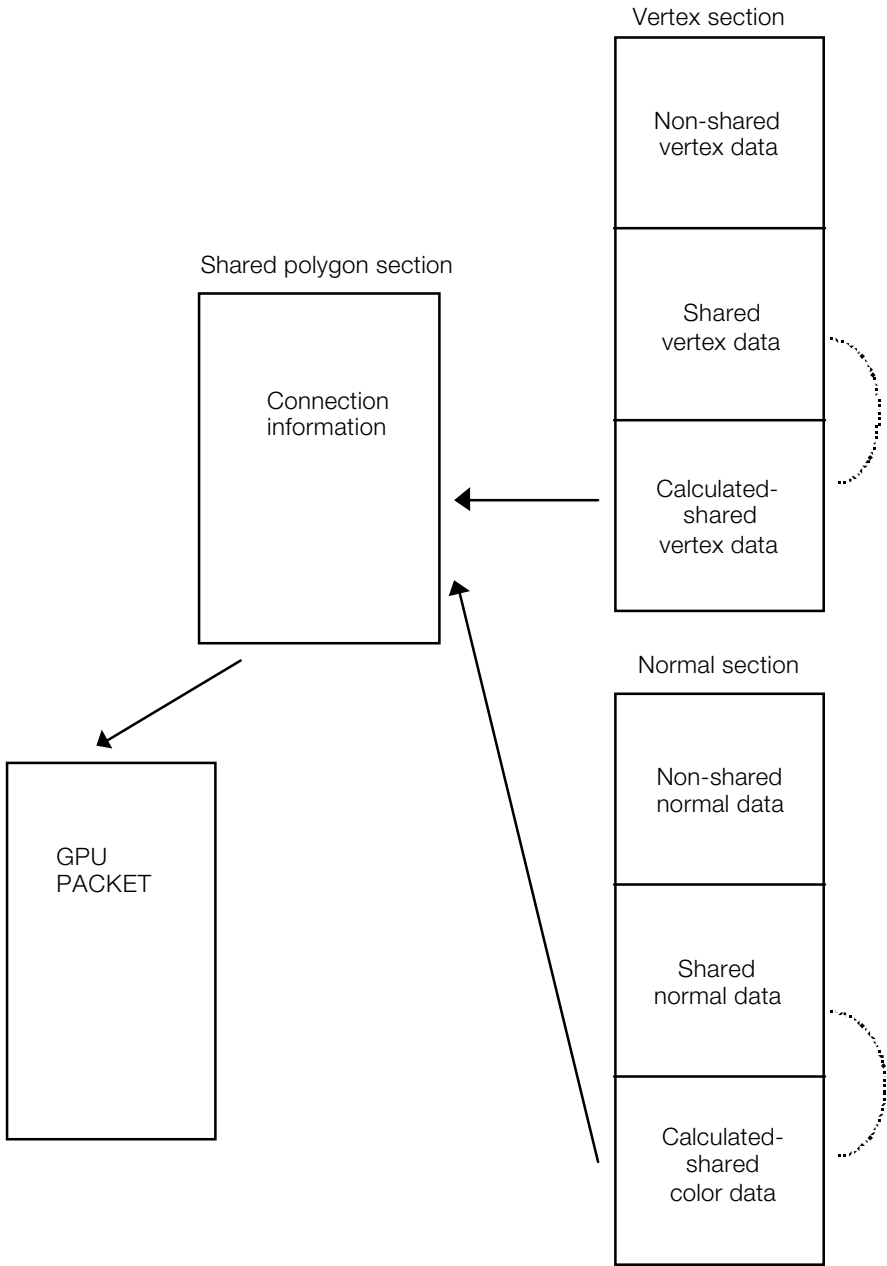 Vertex section
Non-shared
vertex data
Shared
vertex data
Calculated-
shared
vertex data
Shared polygon section
Connection
information
GPU
PACKET
Normal section
Non-shared
normal data
Shared
normal data
Calculated-
shared
color data